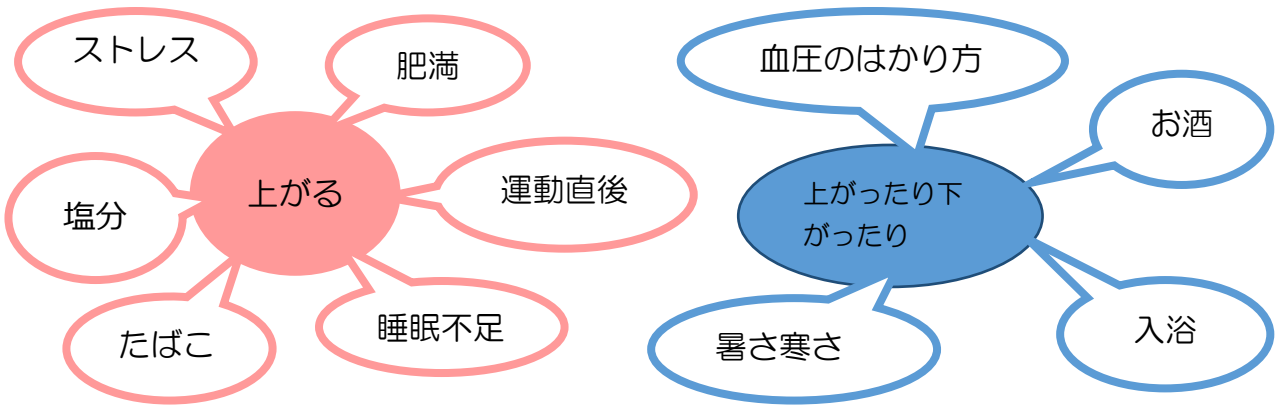 ストレス
肥満
上がる
運動直後
塩分
たばこ
睡眠不足
血圧のはかり方
お酒
上がったり下
がったり
暑さ寒さ
入浴